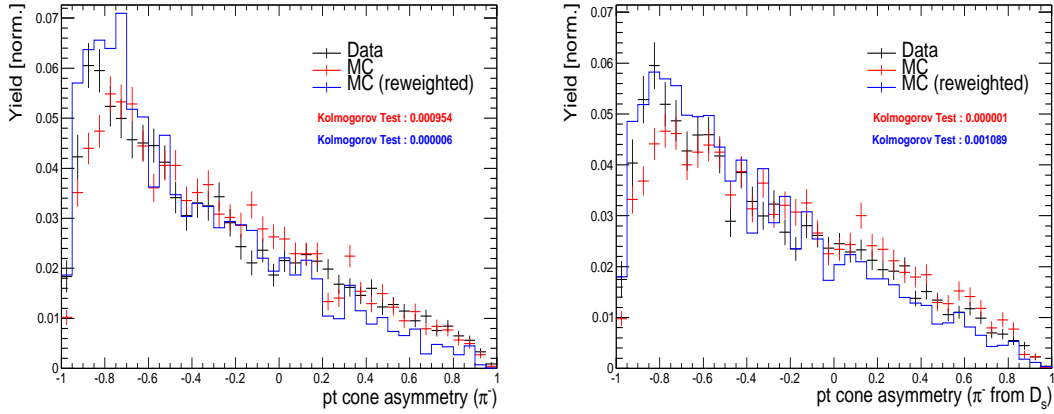 Yield [norm.]
0.07
0.06
0.05
0.04
0.03
0.02
0.01
0
Data
MC
MC (reweighted)
Kolmogorov Test : 0.000954
Kolmogorov Test : 0.000006
-1 -0.8 -0.6 -0.4 -0.2 0 0.2 0.4 0.6 0.8 1
pt cone asymmetry (π⁻)
Yield [norm.]
0.07
0.06
0.05
0.04
0.03
0.02
0.01
0
Data
MC
MC (reweighted)
Kolmogorov Test : 0.000001
Kolmogorov Test : 0.001089
-1 -0.8 -0.6 -0.4 -0.2 0 0.2 0.4 0.6 0.8 1
pt cone asymmetry (π⁻ from Dₛ)